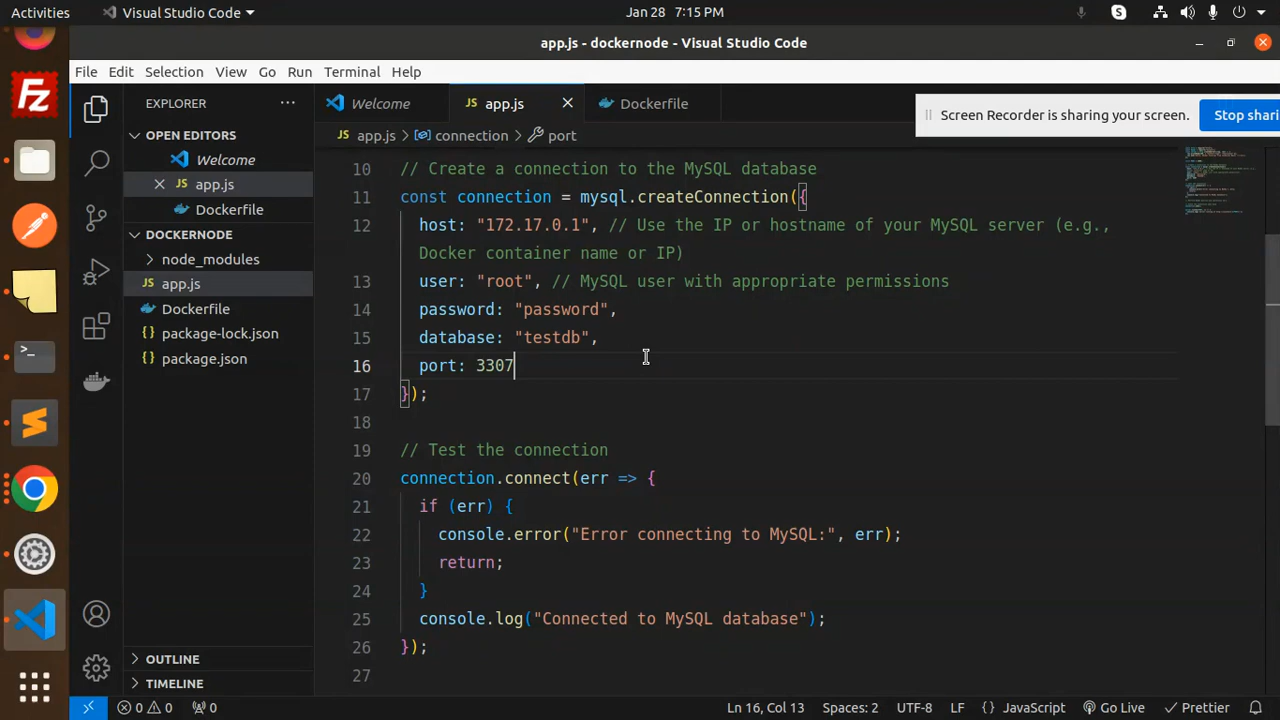 Activities
Visual Studio Code
Jan 28 7:15 PM
app.js - dockernode - Visual Studio Code
File Edit Selection View Go Run Terminal Help
EXPLORER
OPEN EDITORS
Welcome
app.js
Dockerfile
DOCKERNODE
node_modules
app.js
Dockerfile
package-lock.json
package.json
OUTLINE
TIMELINE
Welcome
JS app.js
Dockerfile
Screen Recorder is sharing your screen.
Stop shari
JS app.js > connection > port
10 // Create a connection to the MySQL database
11 const connection = mysql.createConnection({
12 host: "172.17.0.1", // Use the IP or hostname of your MySQL server (e.g.,
Docker container name or IP)
13 user: "root", // MySQL user with appropriate permissions
14 password: "password",
15 database: "testdb",
16 port: 3307
17 });
18
19 // Test the connection
20 connection.connect(err => {
21 if (err) {
22 console.error("Error connecting to MySQL:", err);
23 return;
24 }
25 console.log("Connected to MySQL database");
26 });
27
0 0 0
Ln 16, Col 13
Spaces: 2
UTF-8
LF
{ } JavaScript
Go Live
Prettier